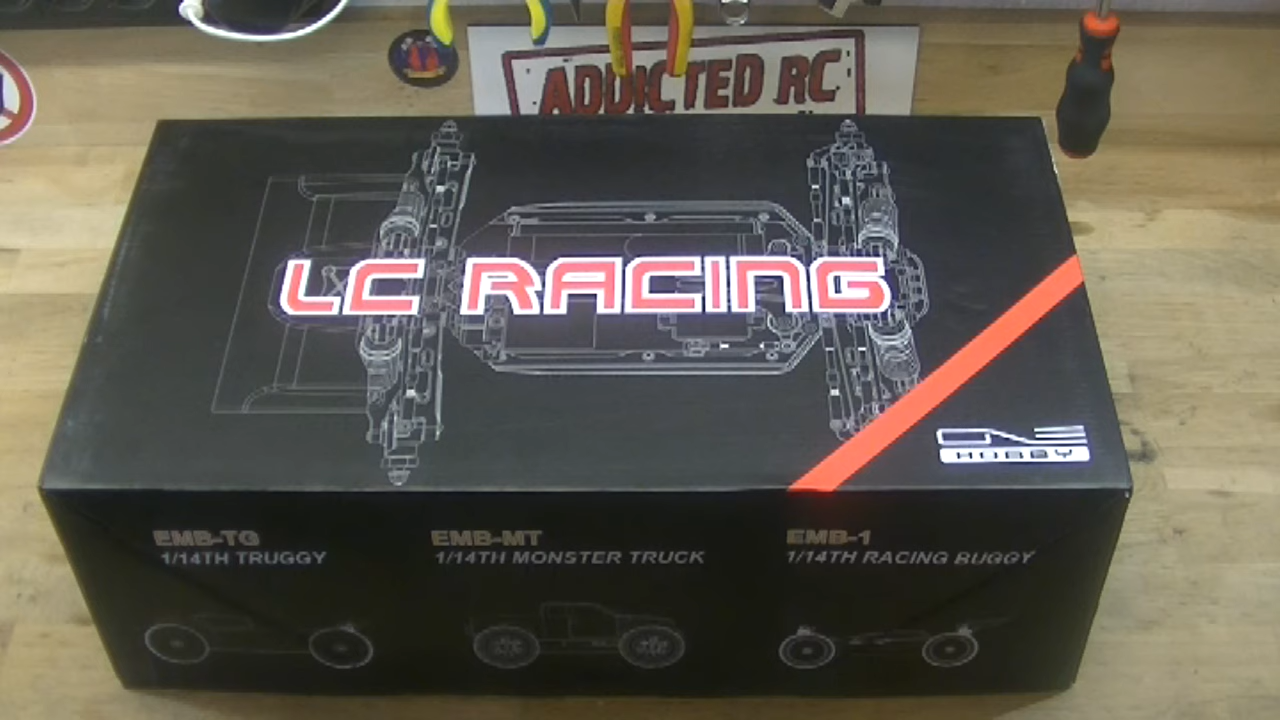 ADDICTED RC
LC RACING
ONE
HOBBY
EMB-TG
1/14TH TRUGGY
EMB-MT
1/14TH MONSTER TRUCK
EMB-1
1/14TH RACING BUGGY